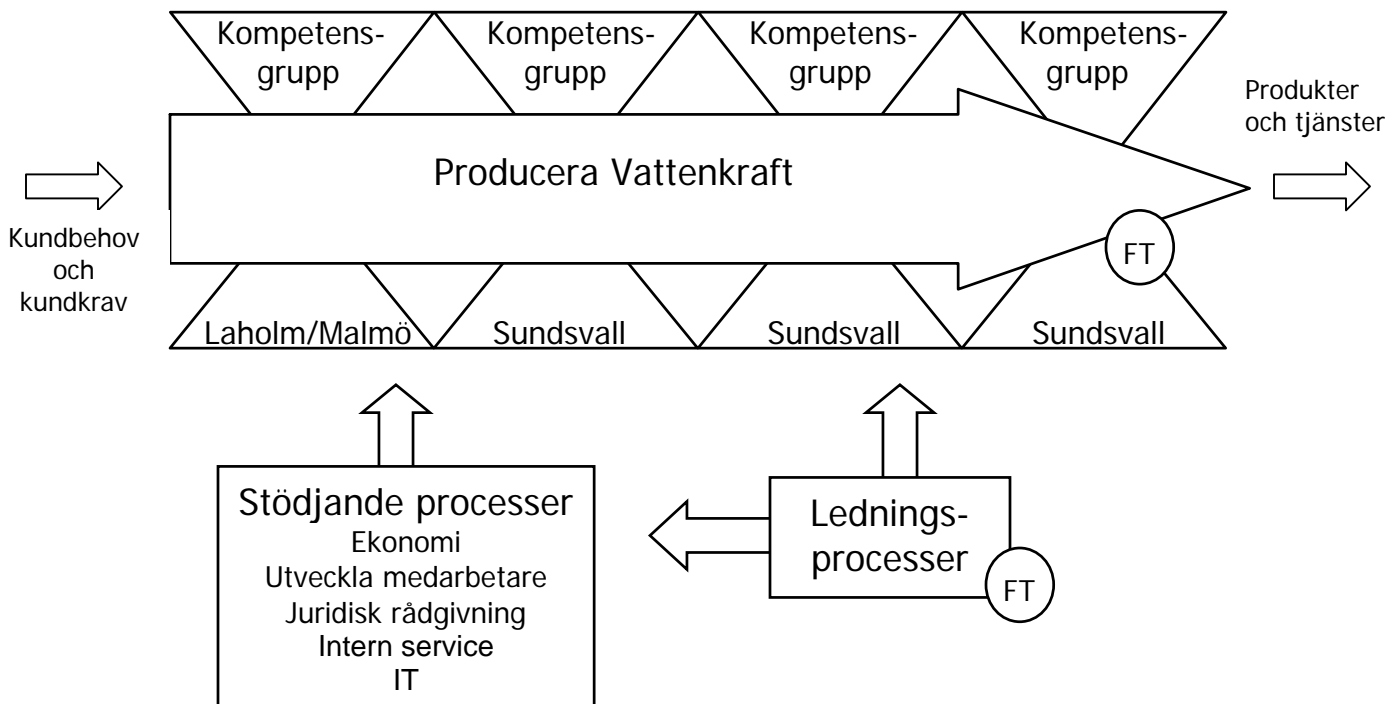 Kompetens-
grupp
Kompetens-
grupp
Kompetens-
grupp
Kompetens-
grupp
Produkter
och tjänster
Producera Vattenkraft
Kundbehov
och
kundkrav
FT
Laholm/Malmö
Sundsvall
Sundsvall
Sundsvall
Stödjande processer
Ekonomi
Utveckla medarbetare
Juridisk rådgivning
Intern service
IT
Lednings-
processer
FT